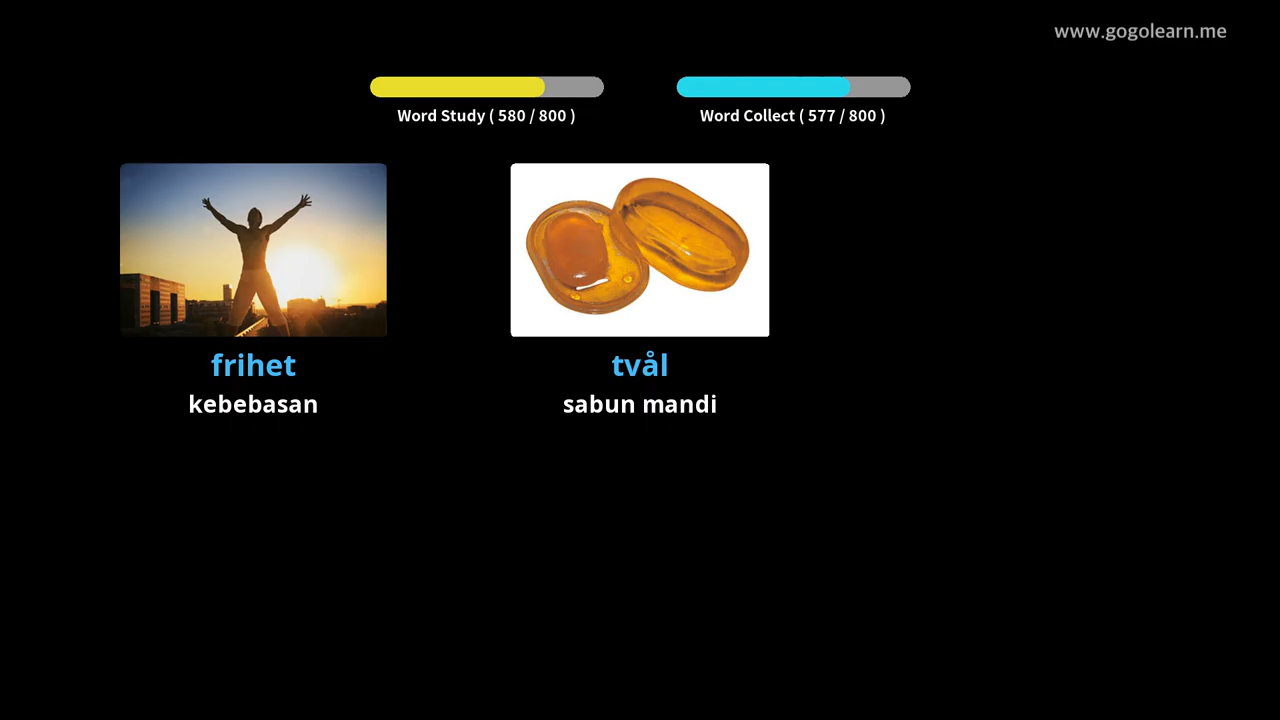 www.gogolearn.me
Word Study ( 580 / 800 )
Word Collect ( 577 / 800 )
frihet
kebebasan
tvål
sabun mandi